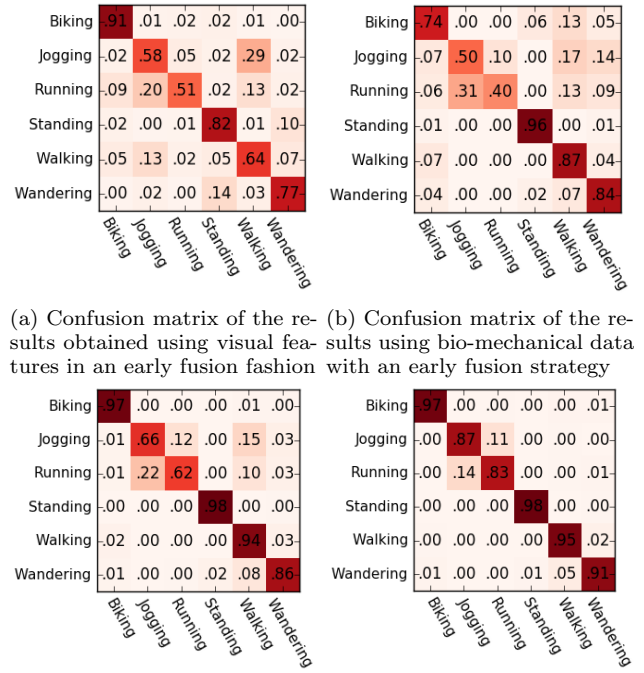 Biking .91 .01 .02 .02 .01 .00
Jogging .02 .58 .05 .02 .29 .02
Running .09 .20 .51 .02 .13 .02
Standing .02 .00 .01 .82 .01 .10
Walking .05 .13 .02 .05 .64 .07
Wandering .00 .02 .00 .14 .03 .77
Biking Jogging Running Standing Walking Wandering
Biking .74 .00 .00 .06 .13 .05
Jogging .07 .50 .10 .00 .17 .14
Running .06 .31 .40 .00 .13 .09
Standing .01 .00 .00 .96 .00 .01
Walking .07 .00 .00 .00 .87 .04
Wandering .04 .00 .00 .02 .07 .84
Biking Jogging Running Standing Walking Wandering
(a) Confusion matrix of the re-
sults obtained using visual fea-
tures in an early fusion fashion
(b) Confusion matrix of the re-
sults using bio-mechanical data
with an early fusion strategy
Biking .97 .00 .00 .00 .01 .00
Jogging .01 .66 .12 .00 .15 .03
Running .01 .22 .62 .00 .10 .03
Standing .00 .00 .00 .98 .00 .00
Walking .02 .00 .00 .00 .94 .03
Wandering .01 .00 .00 .02 .08 .86
Biking Jogging Running Standing Walking Wandering
Biking .97 .00 .00 .00 .00 .01
Jogging .00 .87 .11 .00 .00 .00
Running .00 .14 .83 .00 .00 .01
Standing .00 .00 .00 .98 .00 .00
Walking .00 .00 .00 .00 .95 .02
Wandering .01 .00 .00 .01 .05 .91
Biking Jogging Running Standing Walking Wandering